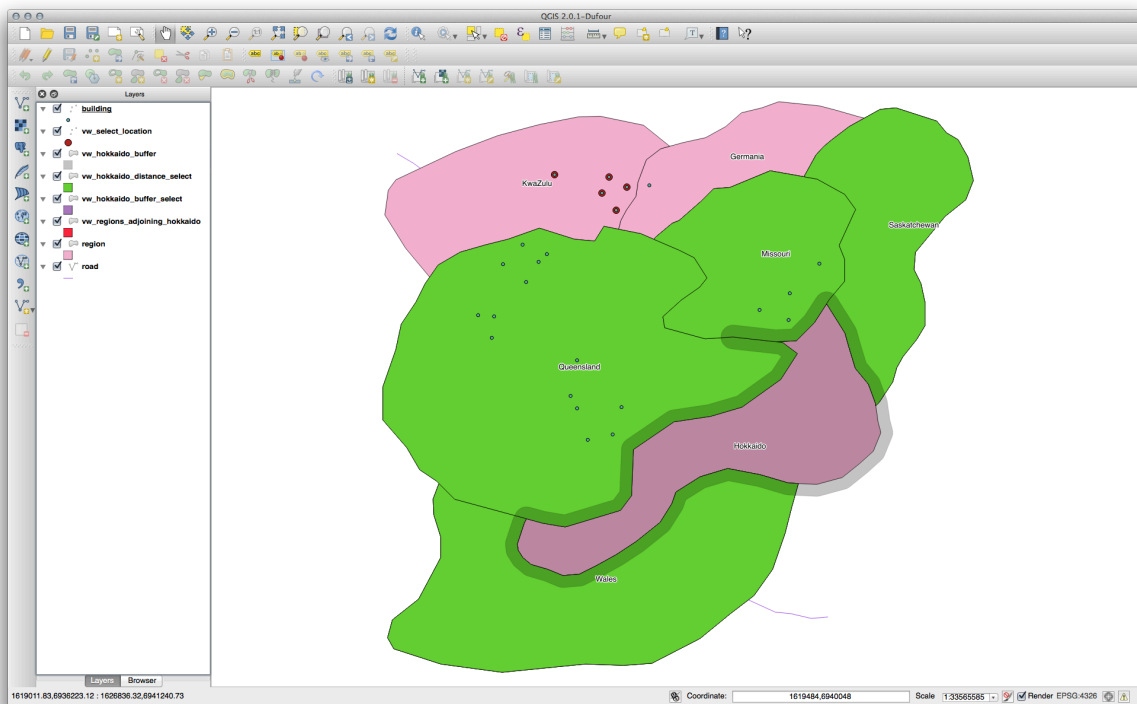 QGIS 2.0.1-Dufour
Layers
building
vw_select_location
vw_hokkaido_buffer
vw_hokkaido_distance_select
vw_hokkaido_buffer_select
vw_regions_adjoining_hokkaido
region
road
Germania
KwaZulu
Saskatchewan
Missouri
Queensland
Hokkaido
Wales
Layers
Browser
1619011.83,6936223.12 : 1626836.32,6941240.73
Coordinate:
1619484,6940048
Scale
1:33565585
Render
EPSG:4326